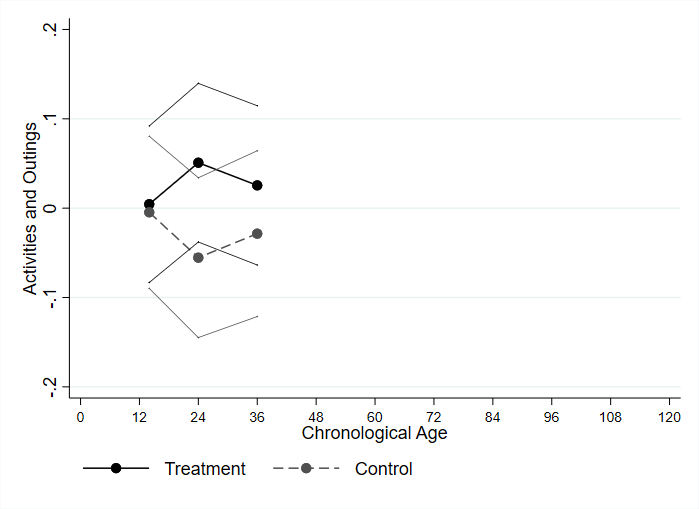 Activities and Outings
.2
.1
0
-.1
-.2
0 12 24 36 48 60 72 84 96 108 120
Chronological Age
Treatment Control